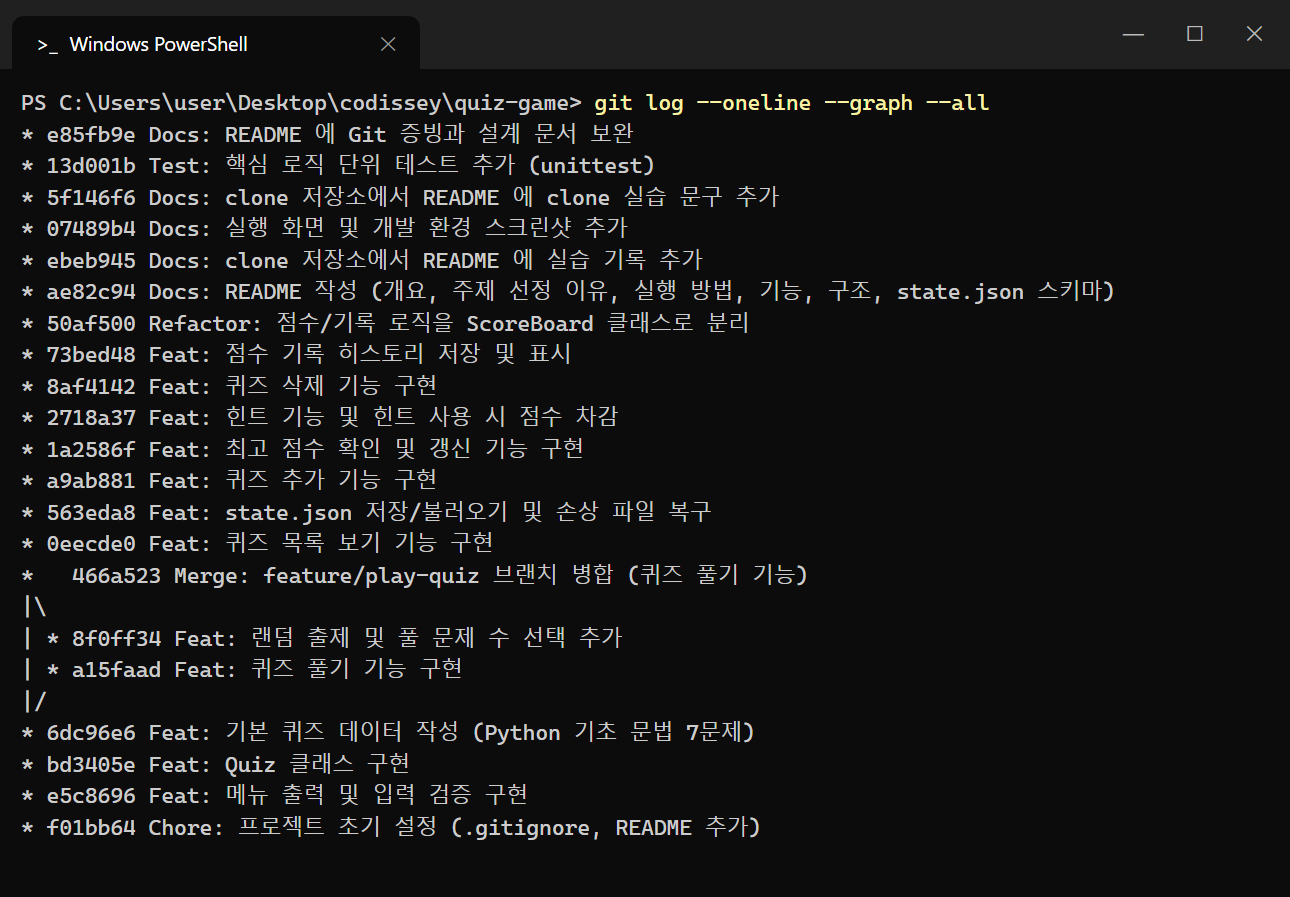 >_ Windows PowerShell
PS C:\Users\user\Desktop\codissey\quiz-game> git log --oneline --graph --all
* e85fb9e Docs: README 에 Git 증빙과 설계 문서 보완
* 13d001b Test: 핵심 로직 단위 테스트 추가 (unittest)
* 5f146f6 Docs: clone 저장소에서 README 에 clone 실습 문구 추가
* 07489b4 Docs: 실행 화면 및 개발 환경 스크린샷 추가
* ebeb945 Docs: clone 저장소에서 README 에 실습 기록 추가
* ae82c94 Docs: README 작성 (개요, 주제 선정 이유, 실행 방법, 기능, 구조, state.json 스키마)
* 50af500 Refactor: 점수/기록 로직을 ScoreBoard 클래스로 분리
* 73bed48 Feat: 점수 기록 히스토리 저장 및 표시
* 8af4142 Feat: 퀴즈 삭제 기능 구현
* 2718a37 Feat: 힌트 기능 및 힌트 사용 시 점수 차감
* 1a2586f Feat: 최고 점수 확인 및 갱신 기능 구현
* a9ab881 Feat: 퀴즈 추가 기능 구현
* 563eda8 Feat: state.json 저장/불러오기 및 손상 파일 복구
* 0eecde0 Feat: 퀴즈 목록 보기 기능 구현
*   466a523 Merge: feature/play-quiz 브랜치 병합 (퀴즈 풀기 기능)
|\
| * 8f0ff34 Feat: 랜덤 출제 및 풀 문제 수 선택 추가
| * a15faad Feat: 퀴즈 풀기 기능 구현
|/
* 6dc96e6 Feat: 기본 퀴즈 데이터 작성 (Python 기초 문법 7문제)
* bd3405e Feat: Quiz 클래스 구현
* e5c8696 Feat: 메뉴 출력 및 입력 검증 구현
* f01bb64 Chore: 프로젝트 초기 설정 (.gitignore, README 추가)